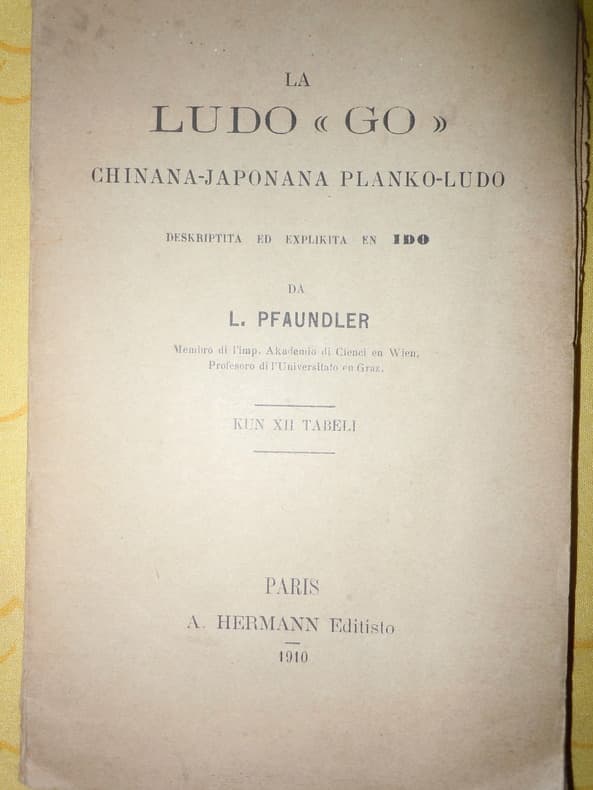 LA
LUDO « GO »
CHINANA-JAPONANA PLANKO-LUDO
DESKRIPTITA ED EXPLIKITA EN IDO
DA
L. PFAUNDLER
Membro di l'imp. Akademio di Cienci en Wien.
Profesoro di l'Universitato en Graz.
KUN XII TABELI
PARIS
A. HERMANN Editisto
1910